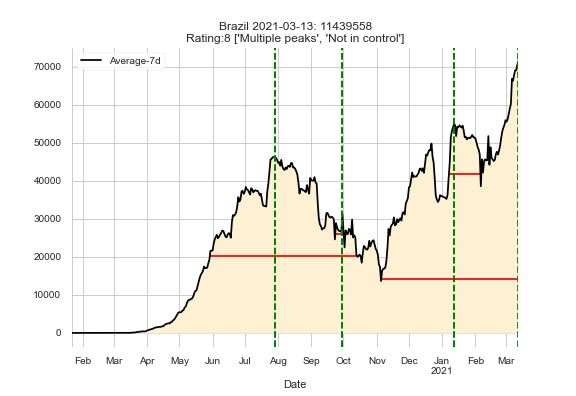 Brazil 2021-03-13: 11439558
Rating:8 ['Multiple peaks', 'Not in control']
Average-7d
70000
60000
50000
40000
30000
20000
10000
0
Feb Mar Apr May Jun Jul Aug Sep Oct Nov Dec Jan Feb Mar
2021
Date